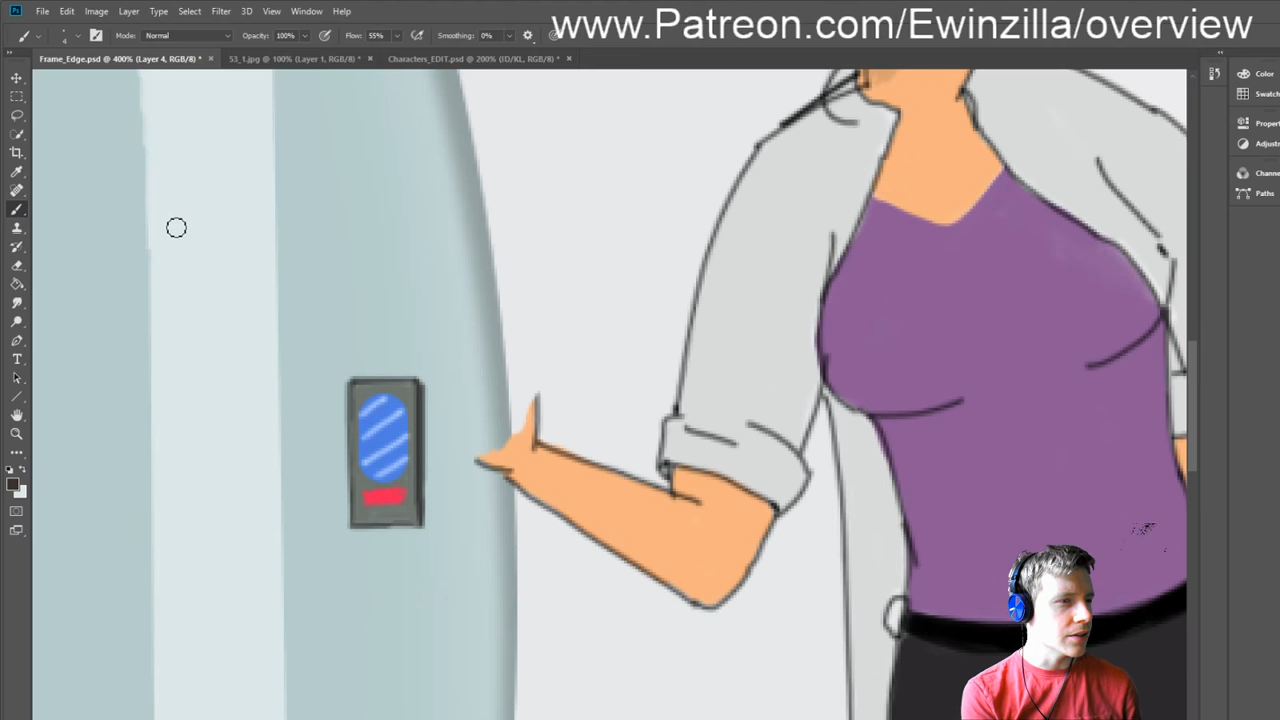 www.Patreon.com/Ewinzilla/overview
Ps File Edit Image Layer Type Select Filter 3D View Window Help
4 Mode: Normal Opacity: 100% Flow: 55% Smoothing: 0%
Frame_Edge.psd @ 400% (Layer 4, RGB/8) * × 53_1.jpg @ 100% (Layer 1, RGB/8) * × Characters_EDIT.psd @ 200% (ID/KL, RGB/8) * ×
Color
Swatch
Propert
Adjustm
Channe
Paths